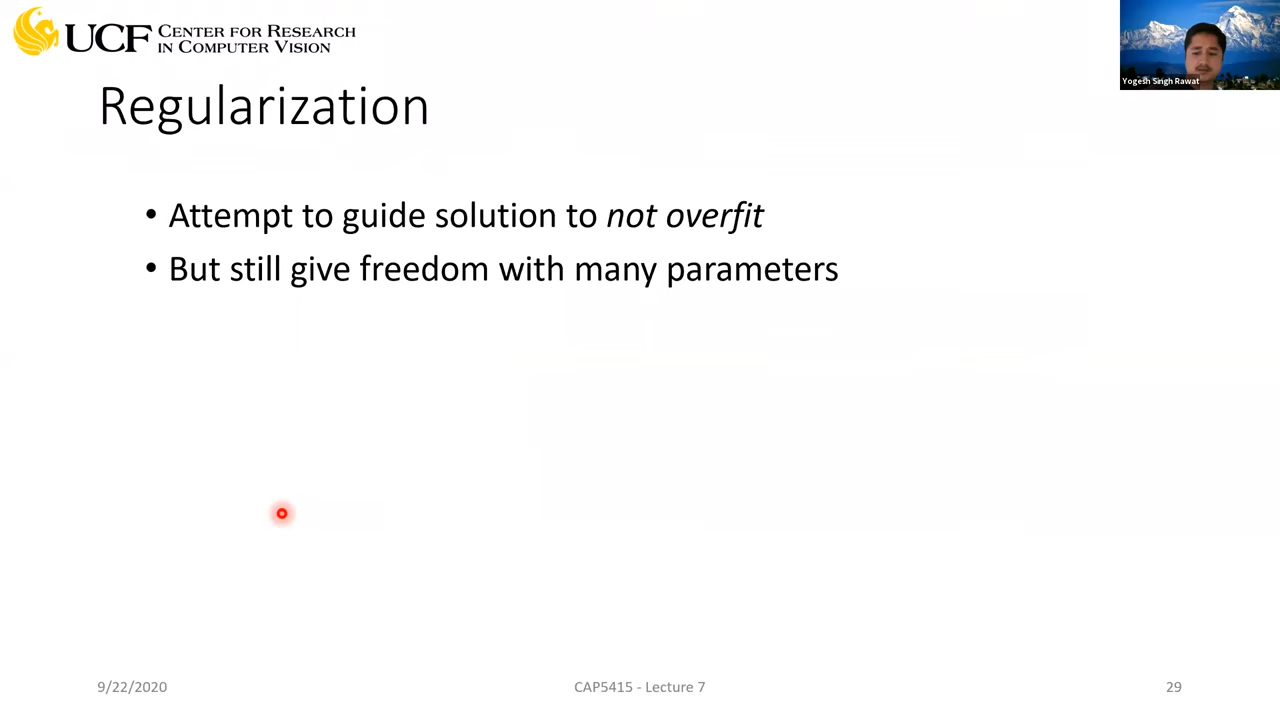 UCF CENTER FOR RESEARCH
IN COMPUTER VISION
Yogesh Singh Rawat
Regularization
• Attempt to guide solution to not overfit
• But still give freedom with many parameters
9/22/2020
CAP5415 - Lecture 7
29